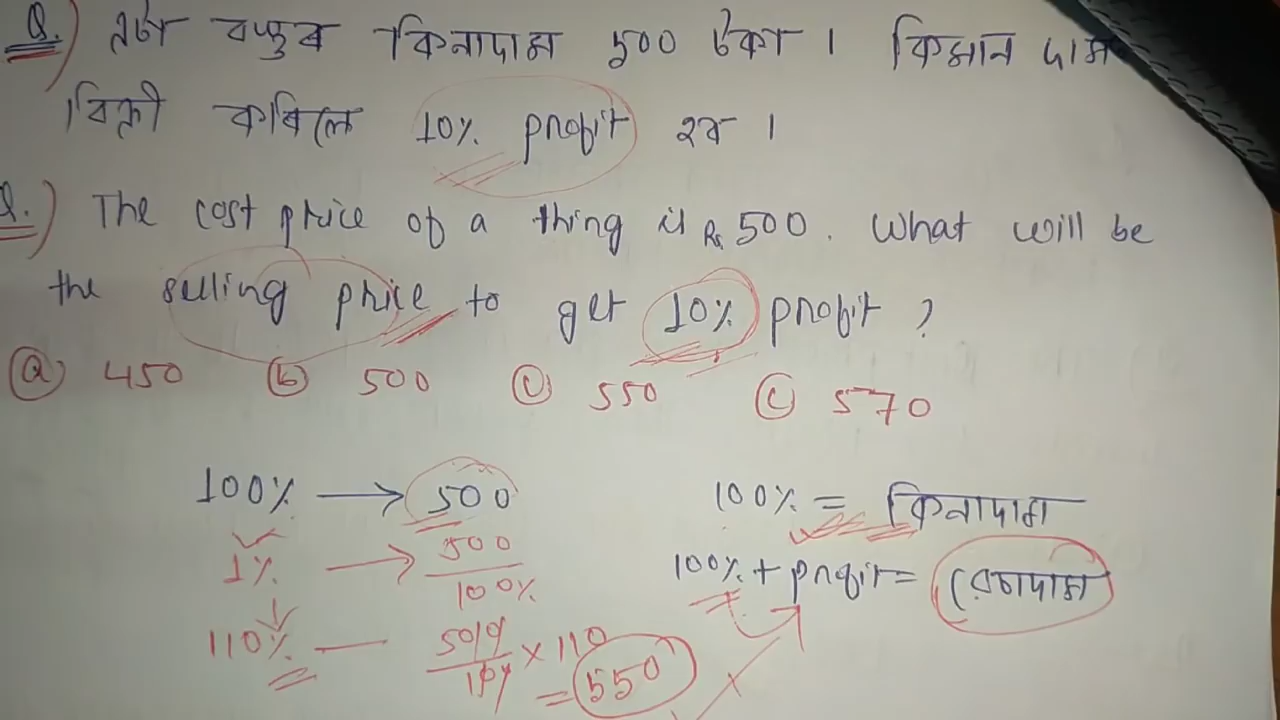 Q.) এটা বস্তুৰ কিনাদাম 500 টকা । কিমান দামত
বিক্ৰী কৰিলে 10% profit হব ।
Q.) The cost price of a thing is Rs 500. What will be
the selling price to get 10% profit ?
(a) 450 (b) 500 (c) 550 (c) 570
100% → 500 100% = কিনাদাম
1% → 500/100% 100% + profit = বেচাদাম
110% — 500/100 × 110
= 550